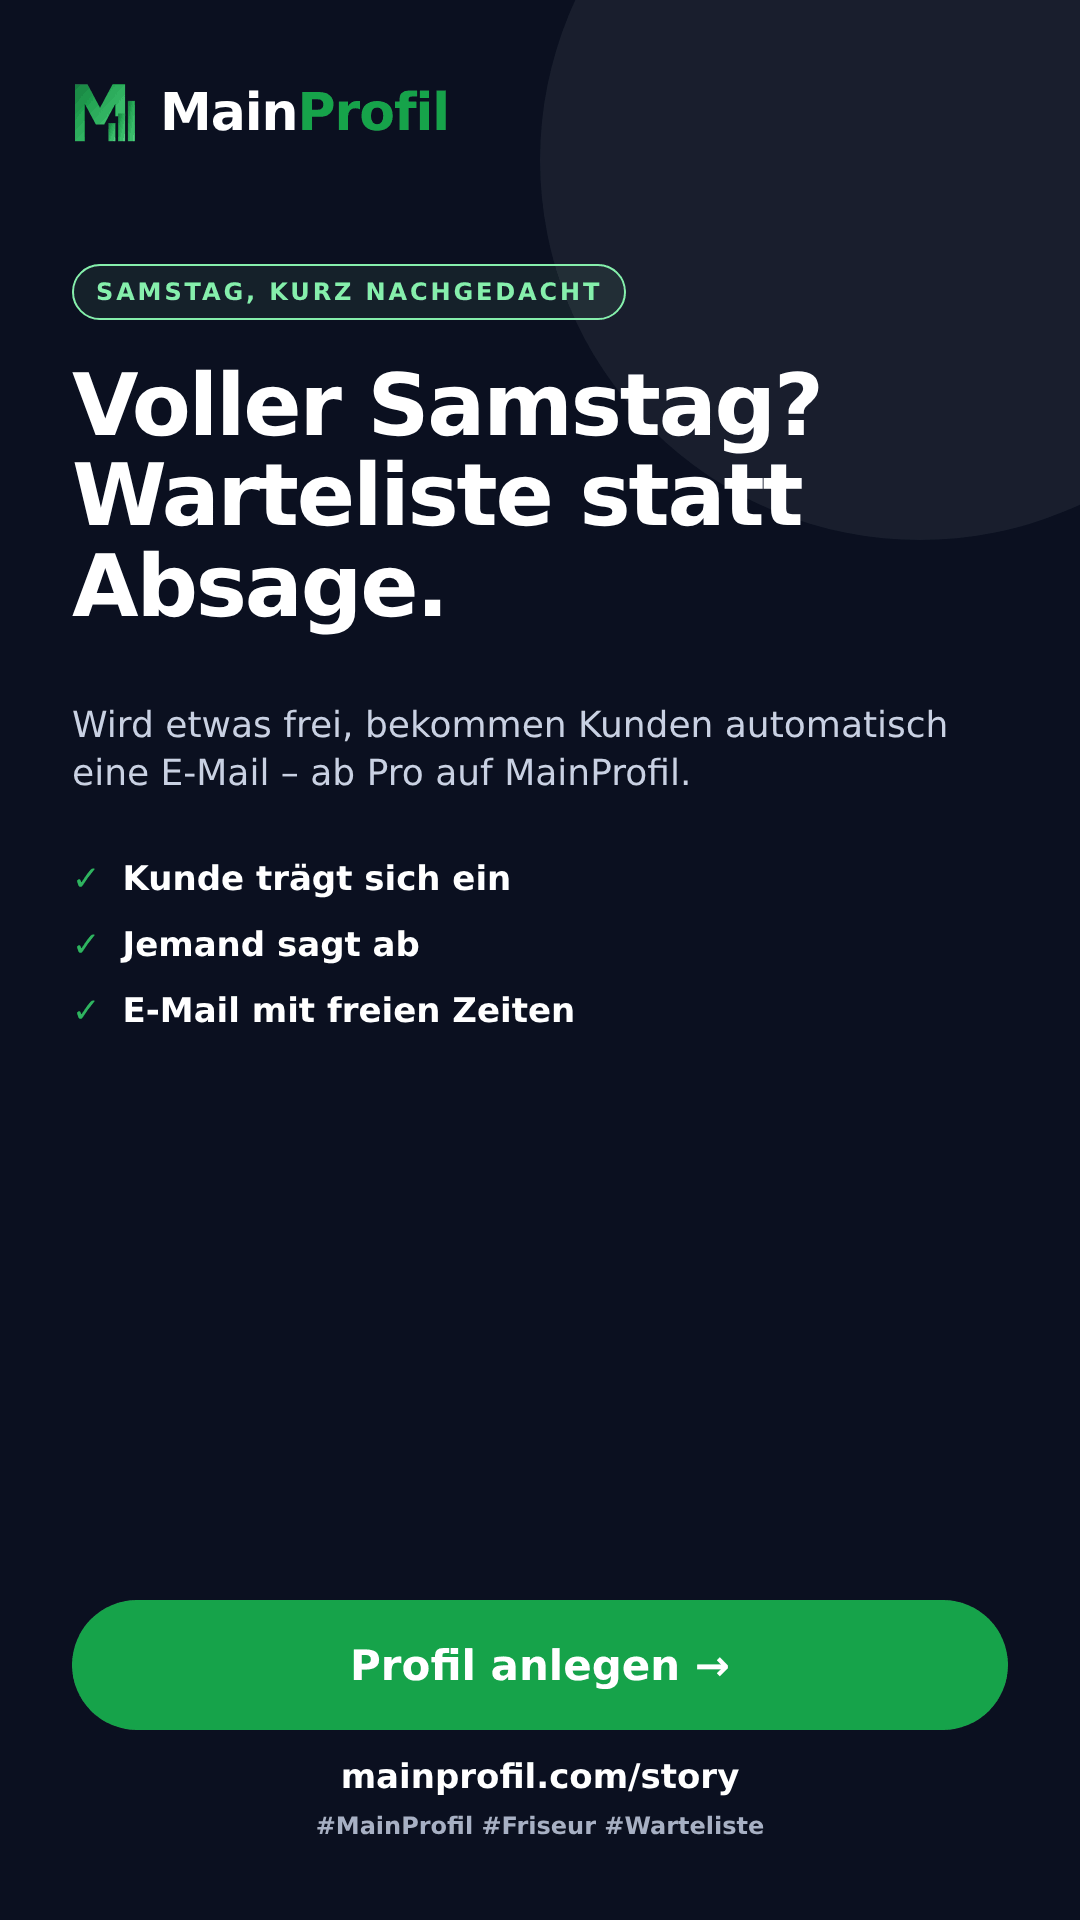 MainProfil
SAMSTAG, KURZ NACHGEDACHT
Voller Samstag?
Warteliste statt
Absage.
Wird etwas frei, bekommen Kunden automatisch
eine E-Mail – ab Pro auf MainProfil.
✓ Kunde trägt sich ein
✓ Jemand sagt ab
✓ E-Mail mit freien Zeiten
Profil anlegen →
mainprofil.com/story
#MainProfil #Friseur #Warteliste